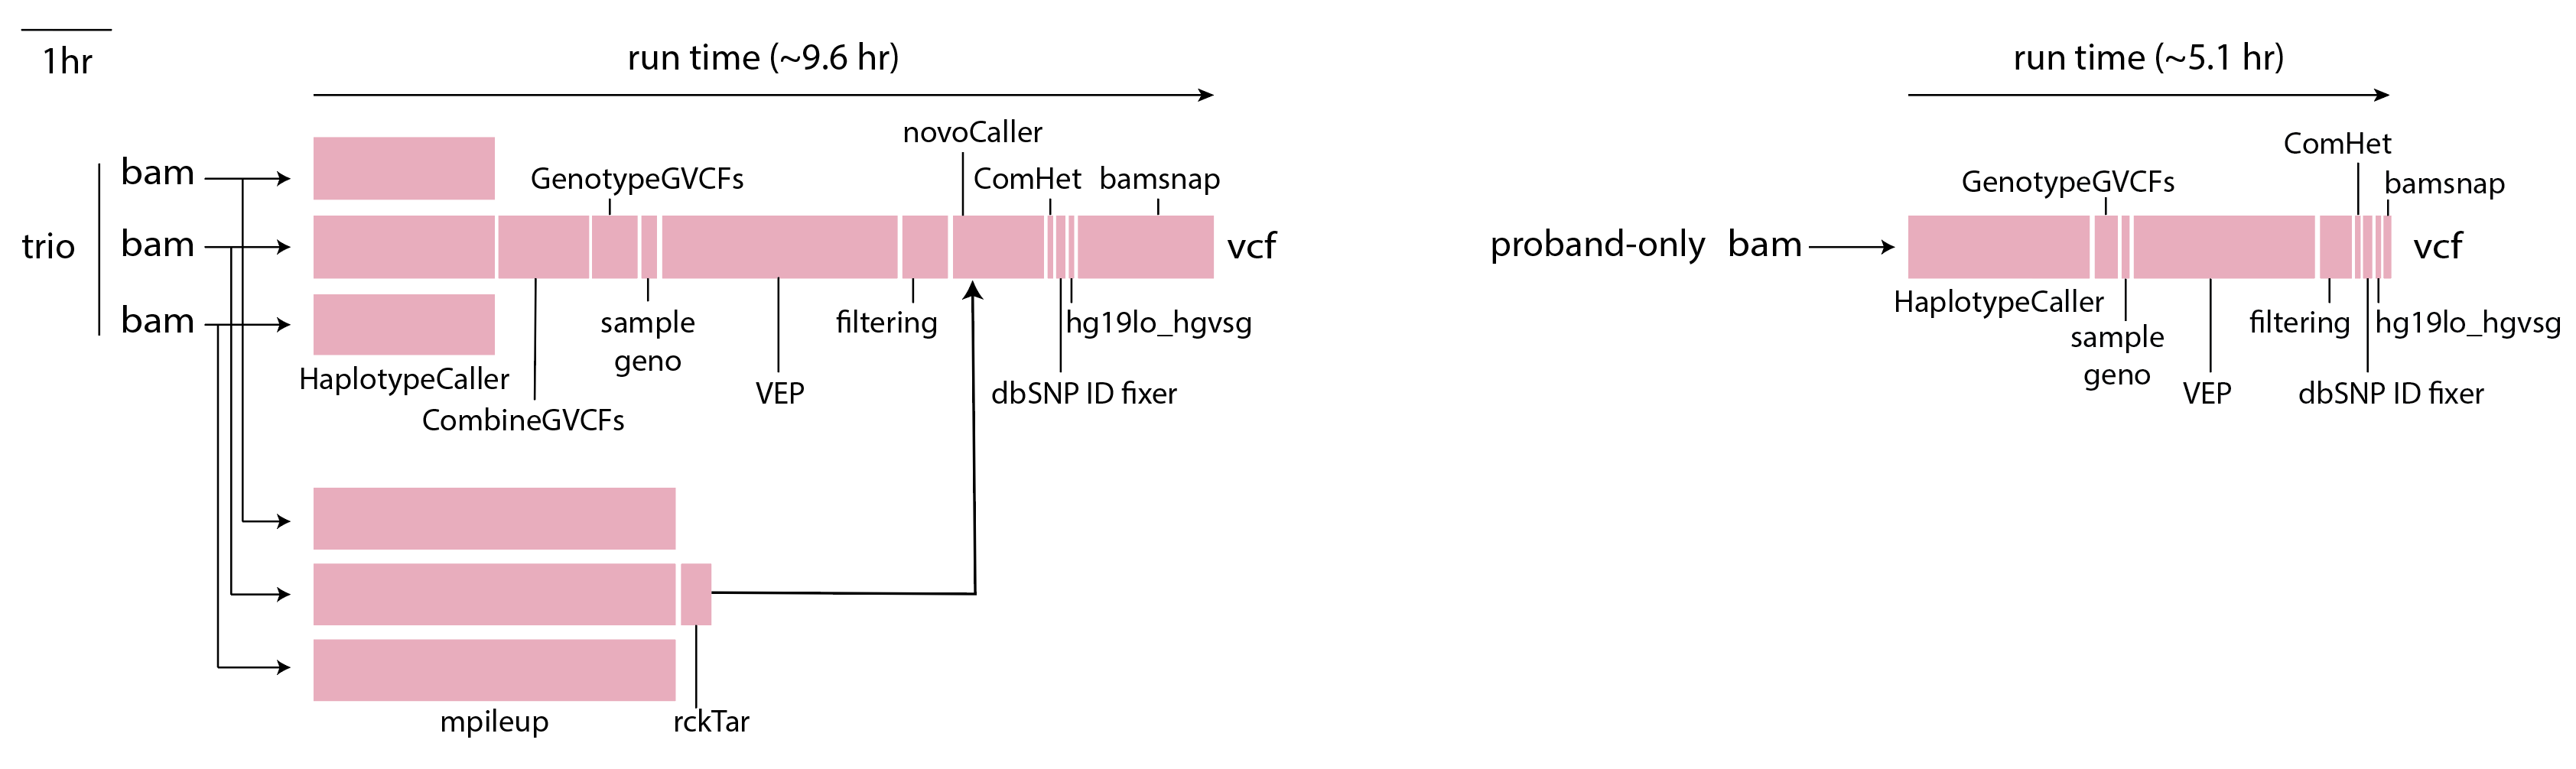 1hr
run time (~9.6 hr)
novoCaller
GenotypeGVCFs
ComHet
bamsnap
trio
bam
bam
bam
vcf
HaplotypeCaller
CombineGVCFs
sample
geno
VEP
filtering
hg19lo_hgvsg
dbSNP ID fixer
mpileup
rckTar
run time (~5.1 hr)
ComHet
GenotypeGVCFs
bamsnap
proband-only
bam
vcf
HaplotypeCaller
sample
geno
VEP
filtering
hg19lo_hgvsg
dbSNP ID fixer